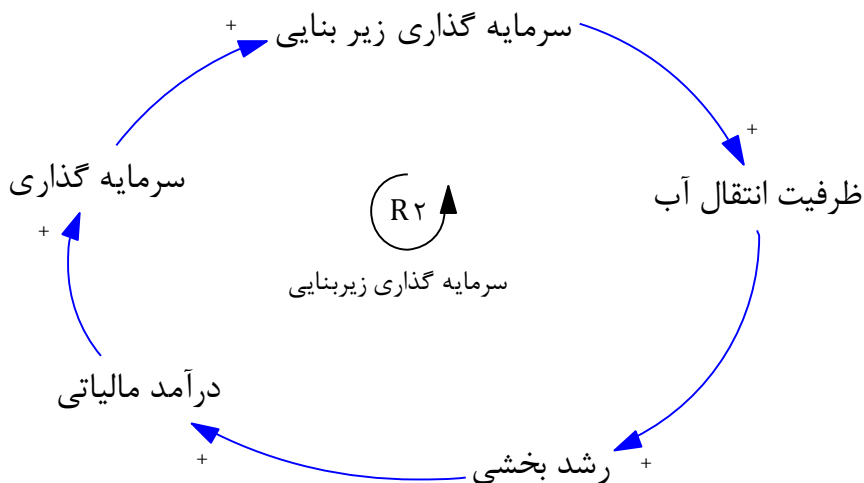 سرمایه گذاری زیر بنایی
+
+
ظرفیت انتقال آب
سرمایه گذاری
+
R۲
سرمایه گذاری زیربنایی
درآمد مالیاتی
+
رشد بخشی
+